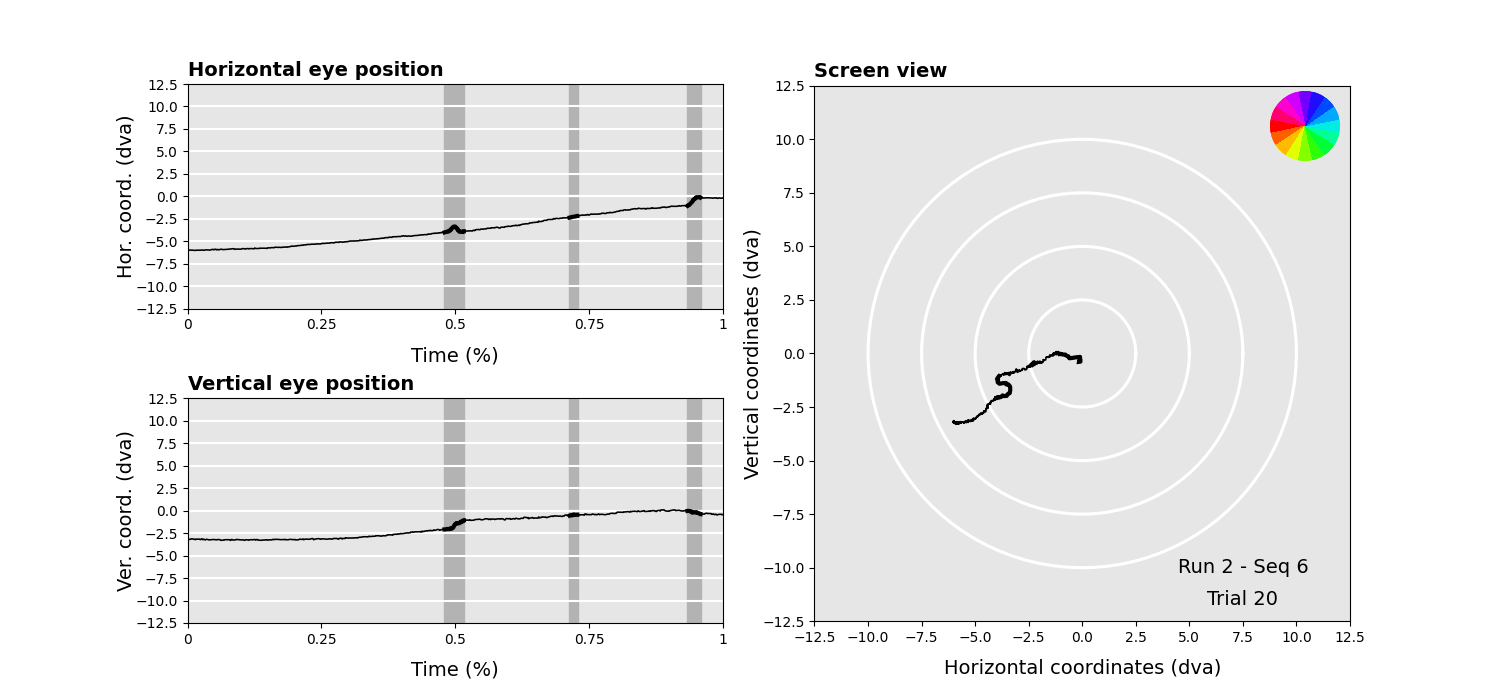 Horizontal eye position
Hor. coord. (dva)
12.5
10.0
7.5
5.0
2.5
0.0
−2.5
−5.0
−7.5
−10.0
−12.5
0 0.25 0.5 0.75 1
Time (%)
Vertical eye position
Ver. coord. (dva)
12.5
10.0
7.5
5.0
2.5
0.0
−2.5
−5.0
−7.5
−10.0
−12.5
0 0.25 0.5 0.75 1
Time (%)
Screen view
Vertical coordinates (dva)
12.5
10.0
7.5
5.0
2.5
0.0
−2.5
−5.0
−7.5
−10.0
−12.5
Run 2 - Seq 6
Trial 20
−12.5 −10.0 −7.5 −5.0 −2.5 0.0 2.5 5.0 7.5 10.0 12.5
Horizontal coordinates (dva)